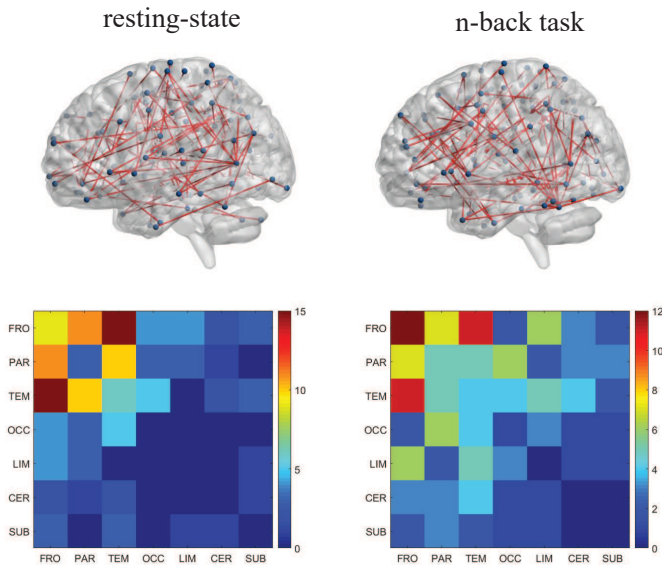 resting-state
n-back task
FRO
PAR
TEM
OCC
LIM
CER
SUB
FRO PAR TEM OCC LIM CER SUB
15
10
5
0
FRO
PAR
TEM
OCC
LIM
CER
SUB
FRO PAR TEM OCC LIM CER SUB
12
10
8
6
4
2
0